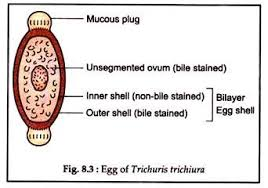 Mucous plug
Unsegmented ovum (bile stained)
Inner shell (non-bile stained)
Outer shell (bile stained)
Bilayer
Egg shell
Fig. 8.3 : Egg of Trichuris trichiura